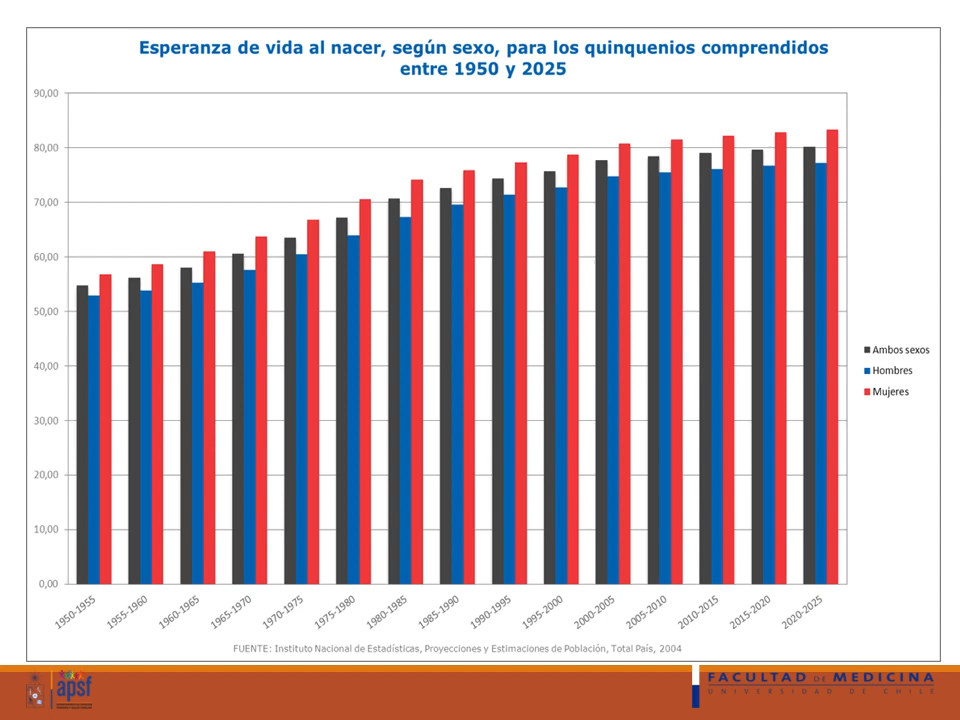 Esperanza de vida al nacer, según sexo, para los quinquenios comprendidos
entre 1950 y 2025
90,00
80,00
70,00
60,00
50,00
40,00
30,00
20,00
10,00
0,00
Ambos sexos
Hombres
Mujeres
1950-1955
1955-1960
1960-1965
1965-1970
1970-1975
1975-1980
1980-1985
1985-1990
1990-1995
1995-2000
2000-2005
2005-2010
2010-2015
2015-2020
2020-2025
FUENTE: Instituto Nacional de Estadísticas, Proyecciones y Estimaciones de Población, Total País, 2004
apsf
FACULTAD DE MEDICINA
UNIVERSIDAD DE CHILE